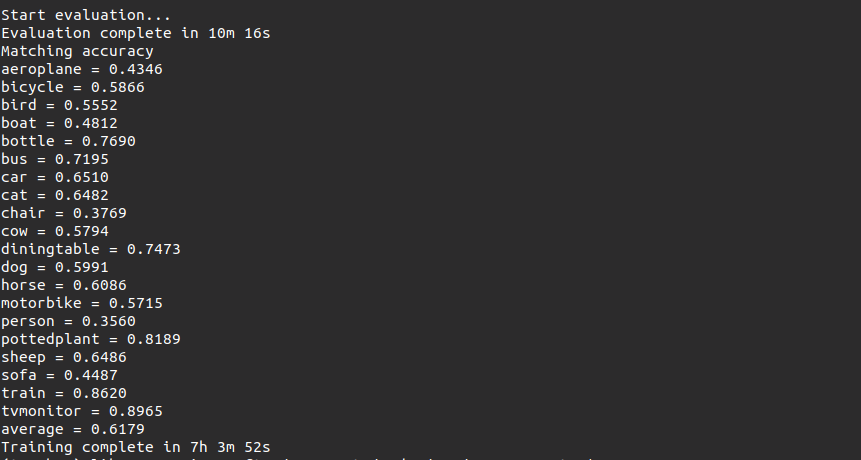 Start evaluation...
Evaluation complete in 10m 16s
Matching accuracy
aeroplane = 0.4346
bicycle = 0.5866
bird = 0.5552
boat = 0.4812
bottle = 0.7690
bus = 0.7195
car = 0.6510
cat = 0.6482
chair = 0.3769
cow = 0.5794
diningtable = 0.7473
dog = 0.5991
horse = 0.6086
motorbike = 0.5715
person = 0.3560
pottedplant = 0.8189
sheep = 0.6486
sofa = 0.4487
train = 0.8620
tvmonitor = 0.8965
average = 0.6179
Training complete in 7h 3m 52s